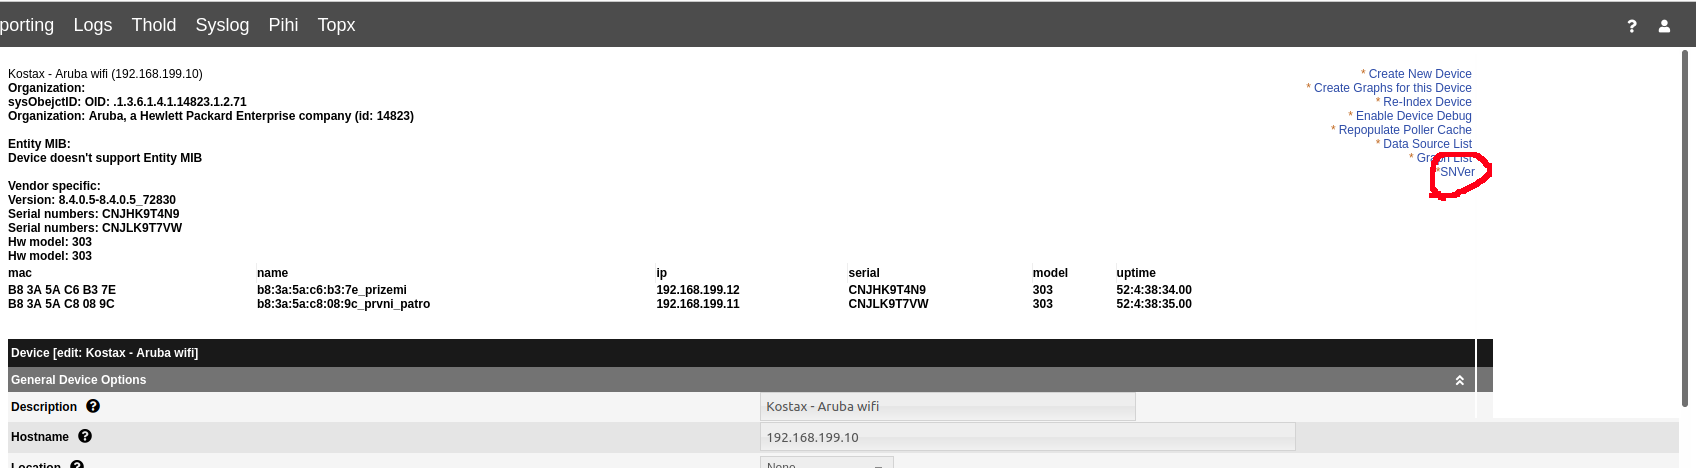 porting Logs Thold Syslog Pihi Topx ?
Kostax - Aruba wifi (192.168.199.10)
Organization:
sysObejctID: OID: .1.3.6.1.4.1.14823.1.2.71
Organization: Aruba, a Hewlett Packard Enterprise company (id: 14823)
Entity MIB:
Device doesn't support Entity MIB
Vendor specific:
Version: 8.4.0.5-8.4.0.5_72830
Serial numbers: CNJHK9T4N9
Serial numbers: CNJLK9T7VW
Hw model: 303
Hw model: 303
* Create New Device
* Create Graphs for this Device
* Re-Index Device
* Enable Device Debug
* Repopulate Poller Cache
* Data Source List
* Graph List
*SNVer
mac name ip serial model uptime
B8 3A 5A C6 B3 7E b8:3a:5a:c6:b3:7e_prizemi 192.168.199.12 CNJHK9T4N9 303 52:4:38:34.00
B8 3A 5A C8 08 9C b8:3a:5a:c8:08:9c_prvni_patro 192.168.199.11 CNJLK9T7VW 303 52:4:38:35.00
Device [edit: Kostax - Aruba wifi]
General Device Options
Description ? Kostax - Aruba wifi
Hostname ? 192.168.199.10
Location ? None